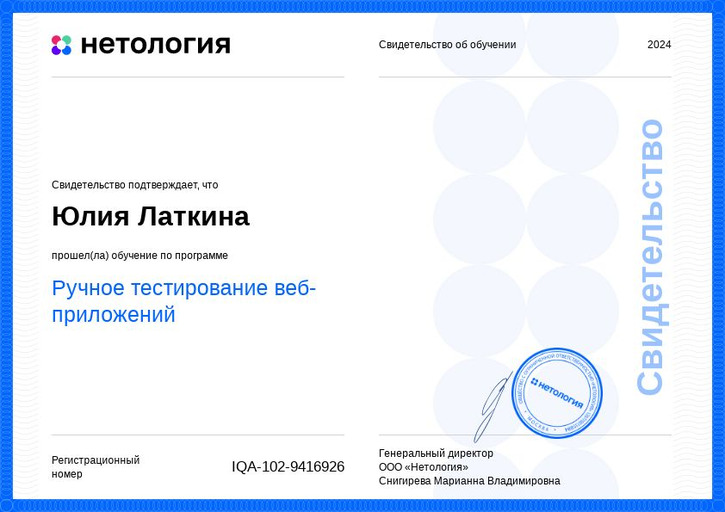 нетология
Свидетельство об обучении
2024
Свидетельство подтверждает, что
Юлия Латкина
прошел(ла) обучение по программе
Ручное тестирование веб-
приложений
Свидетельство
нетология
МОСКВА
Регистрационный
номер
IQA-102-9416926
Генеральный директор
ООО «Нетология»
Снигирева Марианна Владимировна